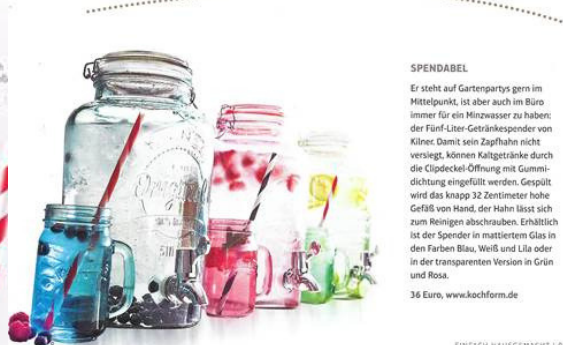 SPENDABEL
Er steht auf Gartenpartys gern im
Mittelpunkt, ist aber auch im Büro
immer für ein Minzwasser zu haben:
der Fünf-Liter-Getränkespender von
Kilner. Damit sein Zapfhahn nicht
versiegt, können Kaltgetränke durch
die Clipdeckel-Öffnung mit Gummi-
dichtung eingefüllt werden. Gespült
wird das knapp 32 Zentimeter hohe
Gefäß von Hand, der Hahn lässt sich
zum Reinigen abschrauben. Erhältlich
ist der Spender in mattiertem Glas in
den Farben Blau, Weiß und Lila oder
in der transparenten Version in Grün
und Rosa.
36 Euro, www.kochform.de